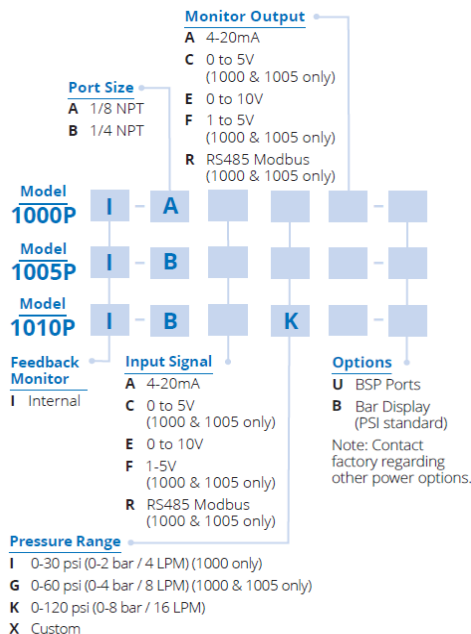 Monitor Output
A 4-20mA
C 0 to 5V
(1000 & 1005 only)
E 0 to 10V
F 1 to 5V
(1000 & 1005 only)
R RS485 Modbus
(1000 & 1005 only)
Port Size
A 1/8 NPT
B 1/4 NPT
Model
1000P I - A -
Model
1005P I - B -
Model
1010P I - B K -
Feedback
Monitor
I Internal
Input Signal
A 4-20mA
C 0 to 5V
(1000 & 1005 only)
E 0 to 10V
F 1-5V
(1000 & 1005 only)
R RS485 Modbus
(1000 & 1005 only)
Options
U BSP Ports
B Bar Display
(PSI standard)
Note: Contact
factory regarding
other power options.
Pressure Range
I 0-30 psi (0-2 bar / 4 LPM) (1000 only)
G 0-60 psi (0-4 bar / 8 LPM) (1000 & 1005 only)
K 0-120 psi (0-8 bar / 16 LPM)
X Custom